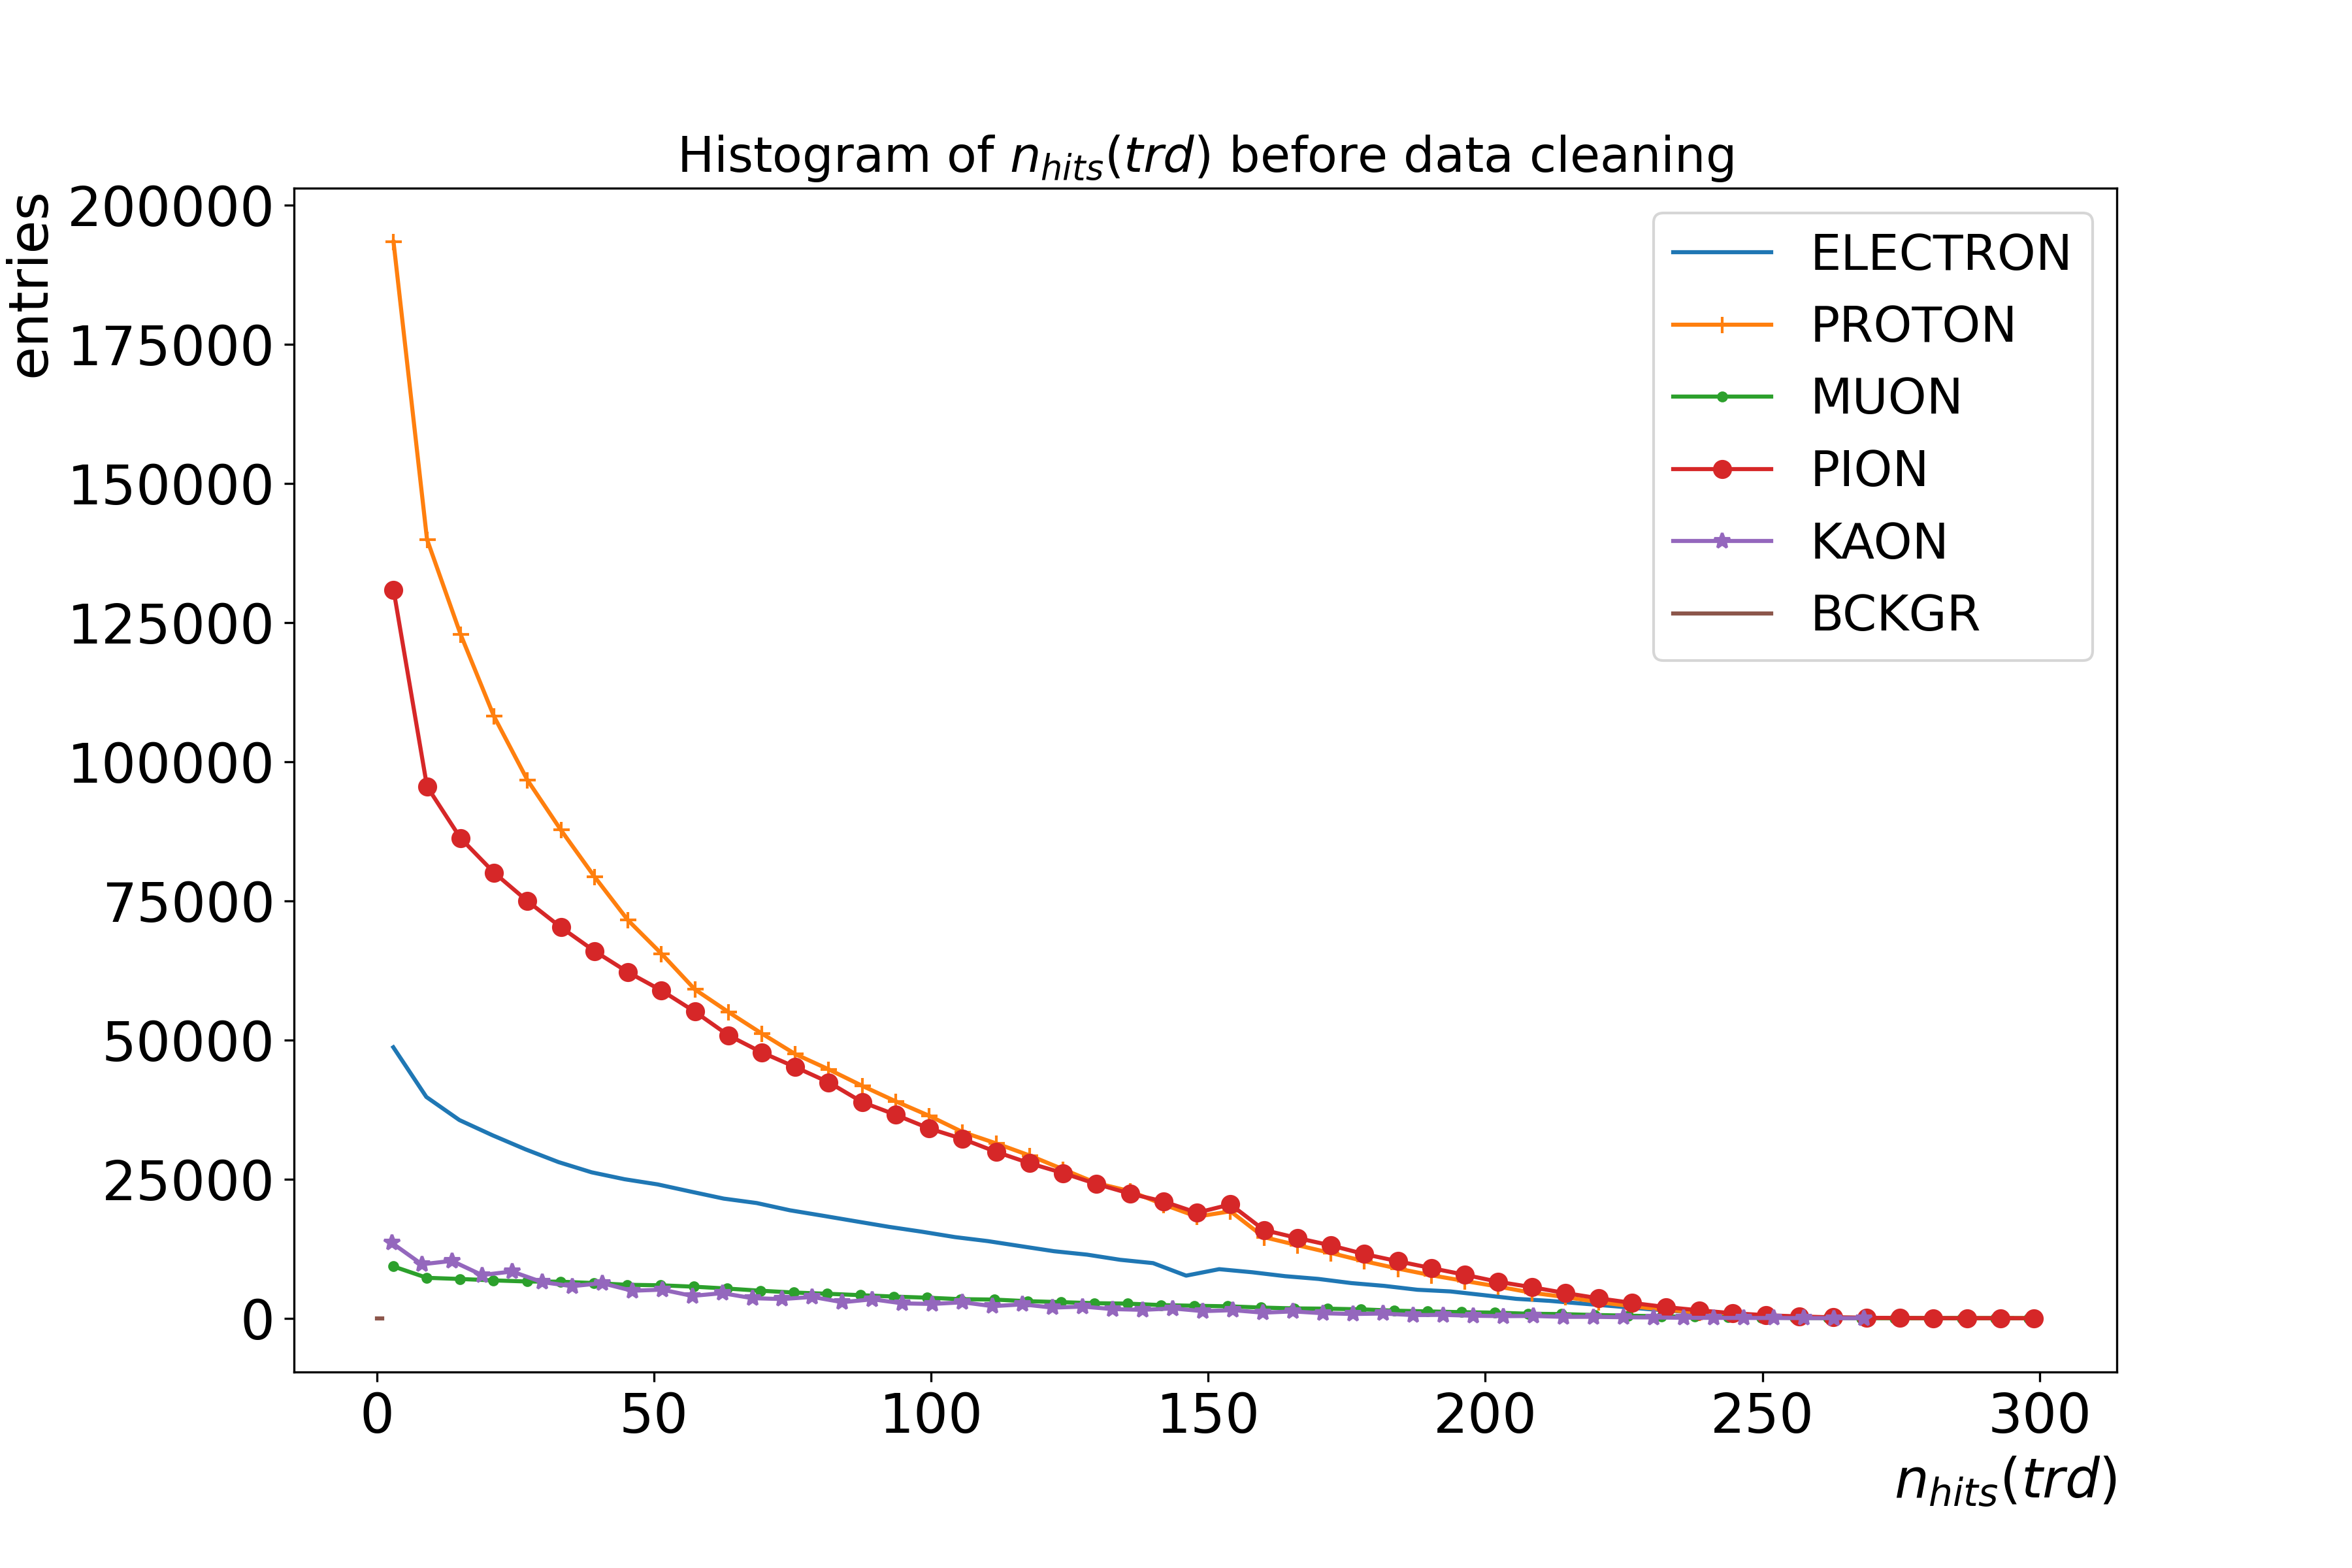 Histogram of n_hits(trd) before data cleaning
entries
200000
175000
150000
125000
100000
75000
50000
25000
0
ELECTRON
PROTON
MUON
PION
KAON
BCKGR
0 50 100 150 200 250 300
n_hits(trd)